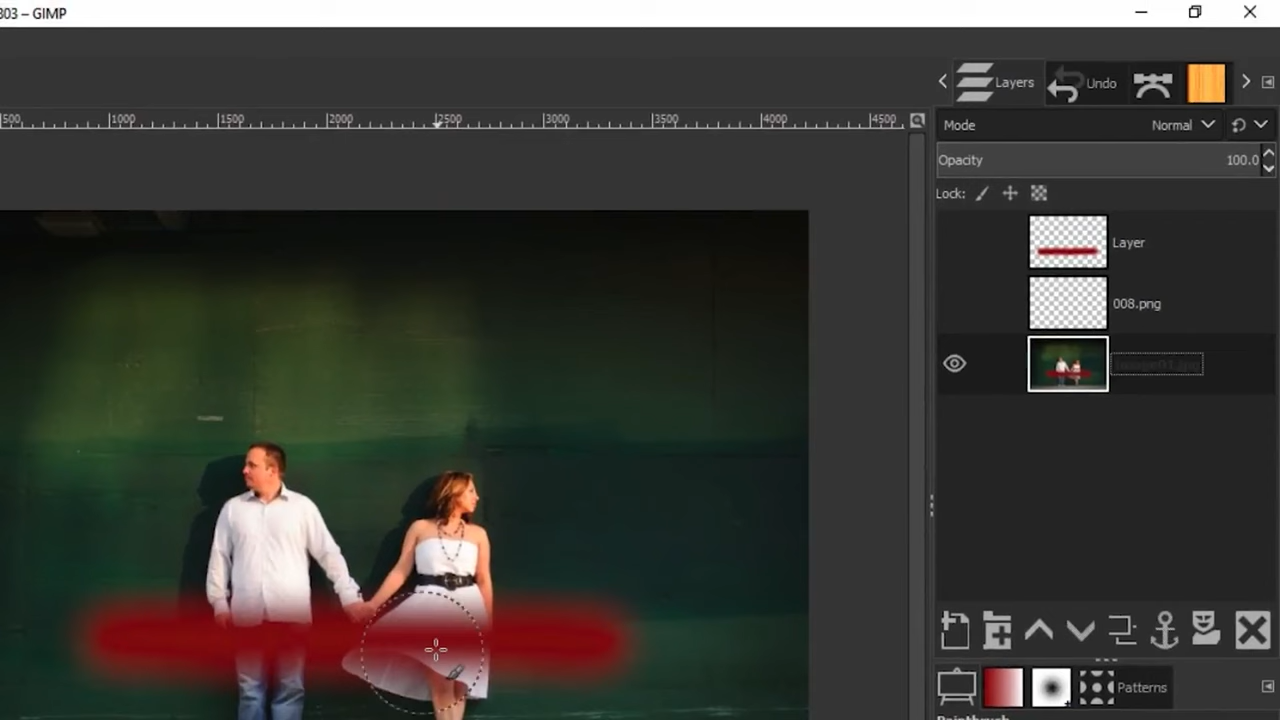 303 – GIMP
Layers
Undo
500
1000
1500
2000
2500
3000
3500
4000
4500
Mode
Normal
Opacity
100.0
Lock:
Layer
008.png
Patterns